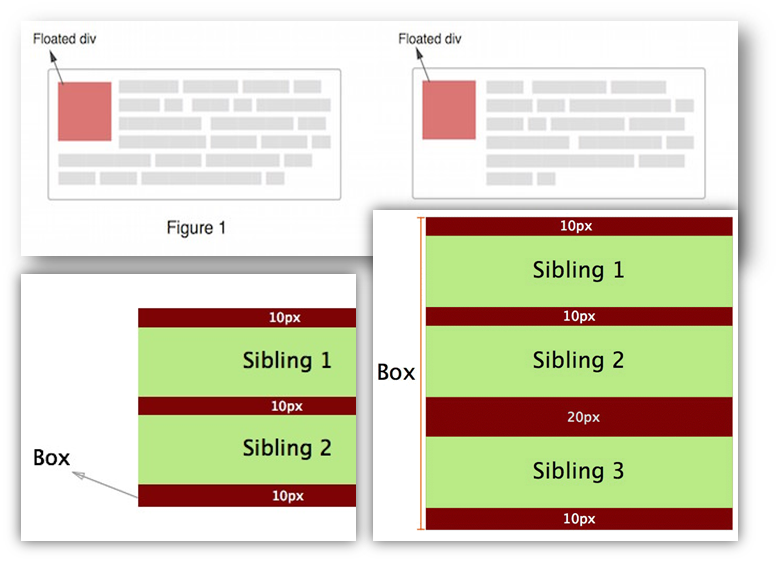 Floated div
Floated div
Figure 1
10px
Sibling 1
10px
Sibling 2
Box
10px
10px
Sibling 1
10px
Sibling 2
Box
20px
Sibling 3
10px